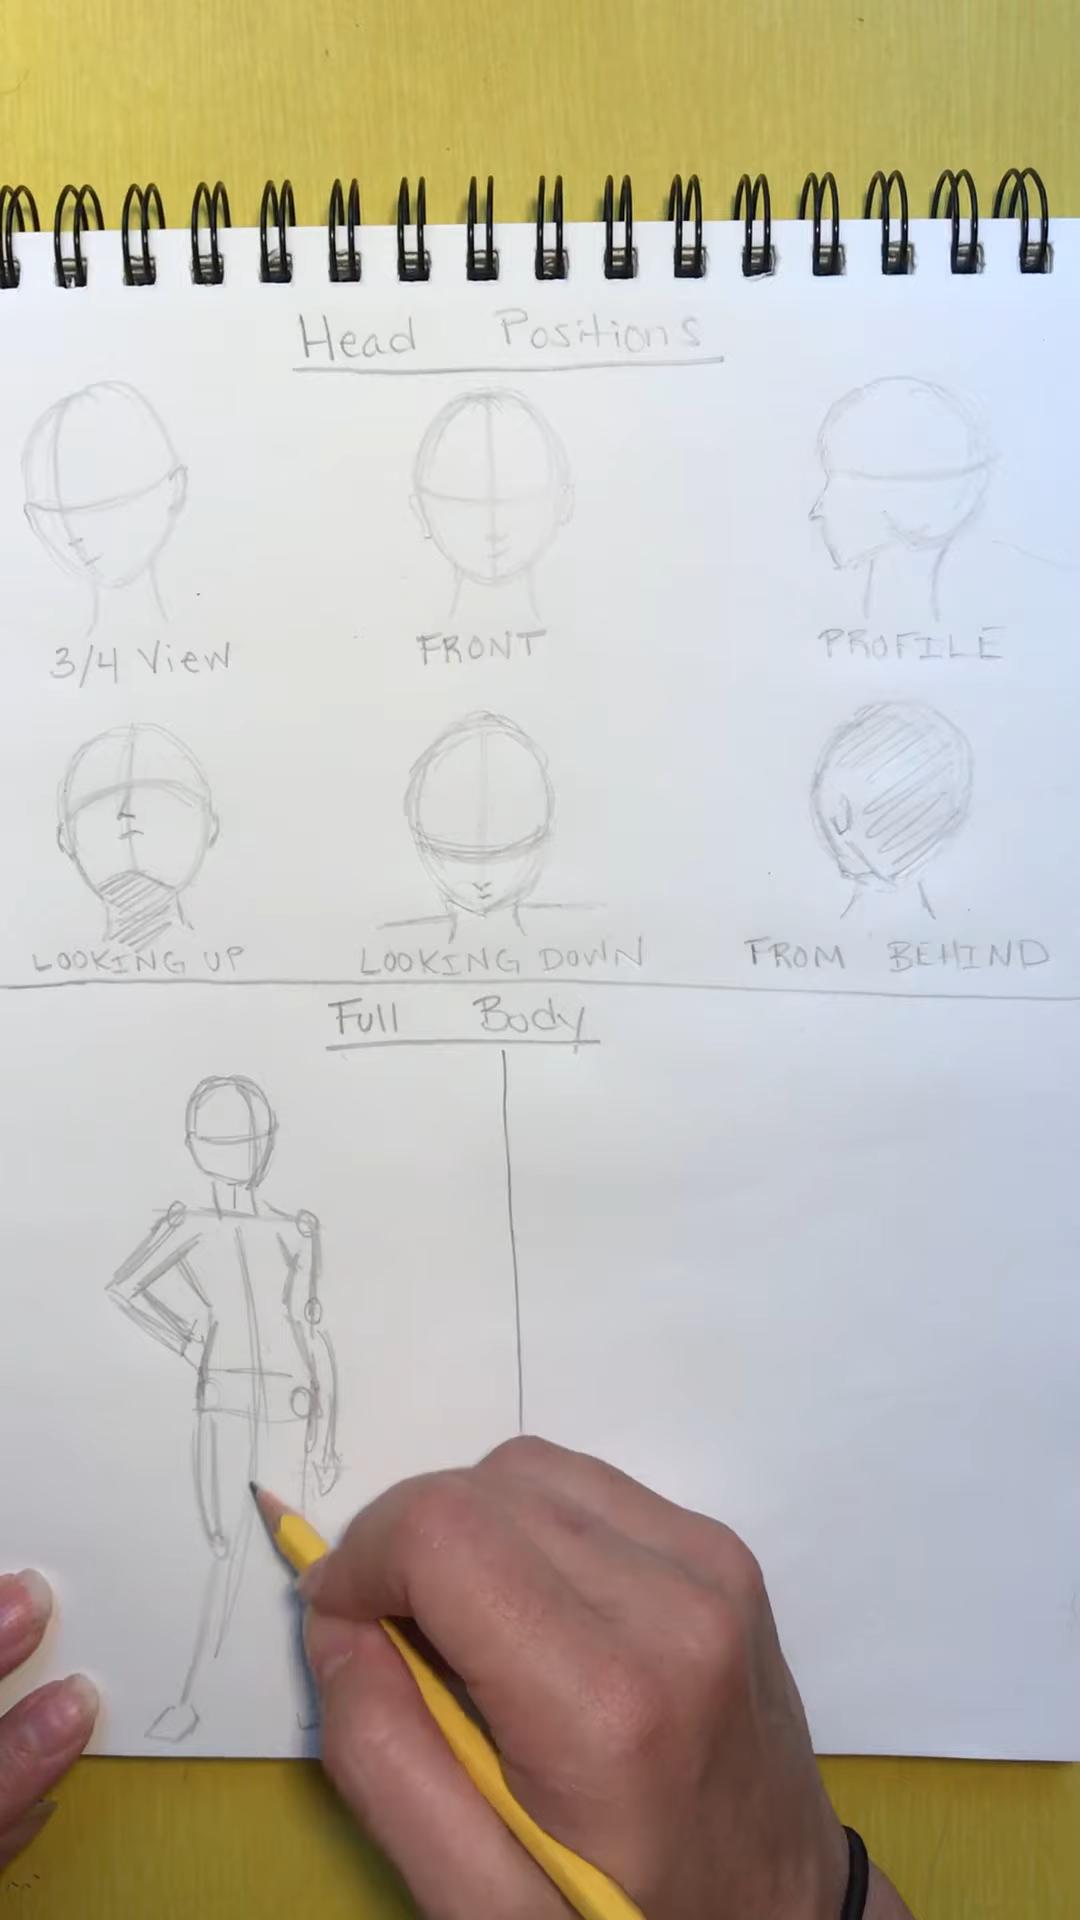 Head Positions
3/4 View
FRONT
PROFILE
LOOKING UP
LOOKING DOWN
FROM BEHIND
Full Body